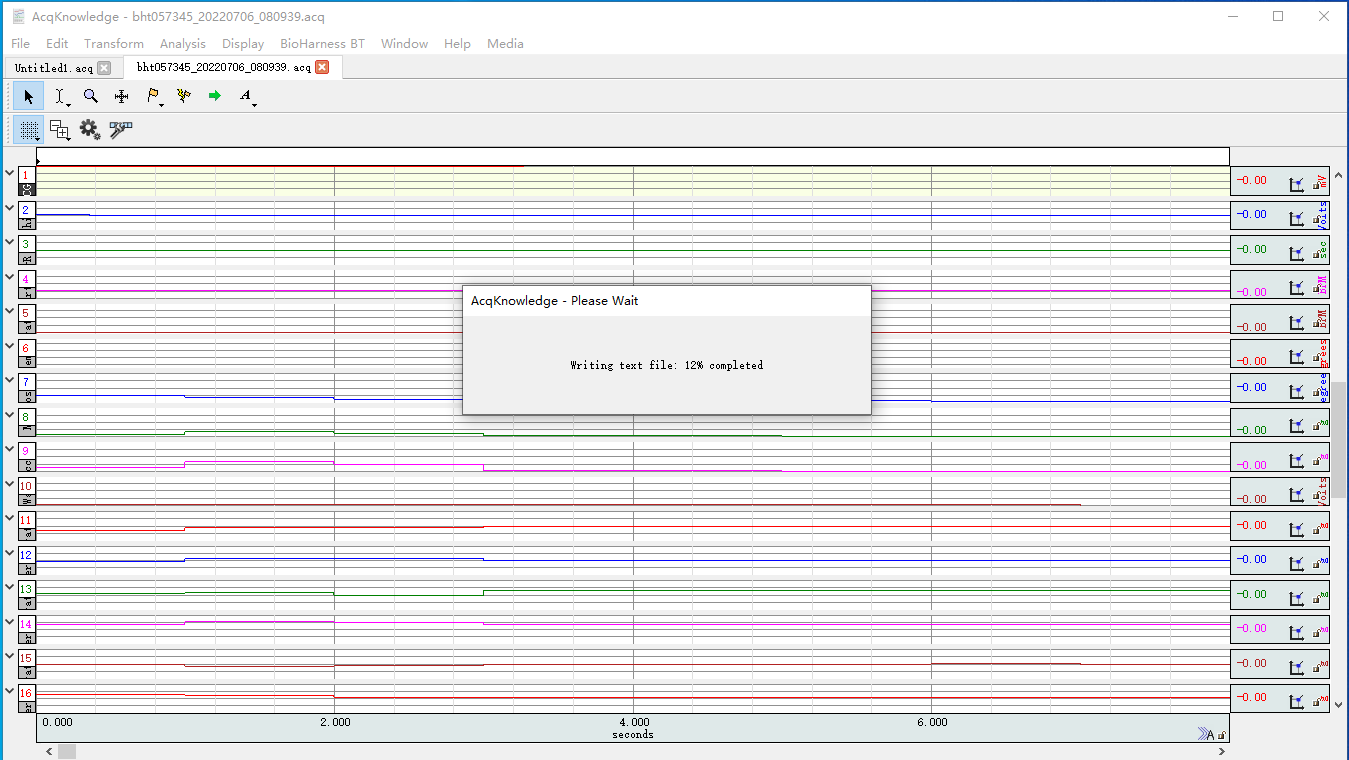 AcqKnowledge - bht057345_20220706_080939.acq
File Edit Transform Analysis Display BioHarness BT Window Help Media
Untitled1.acq bht057345_20220706_080939.acq
A
1 -0.00 mV
2 -0.00 Volts
3 -0.00 sec
4 -0.00
5 -0.00
6 -0.00
7 -0.00
8 -0.00
9 -0.00
10 -0.00 Volts
11 -0.00
12 -0.00
13 -0.00
14 -0.00
15 -0.00
16 -0.00
AcqKnowledge - Please Wait
Writing text file: 12% completed
0.000 2.000 4.000 6.000
seconds
A